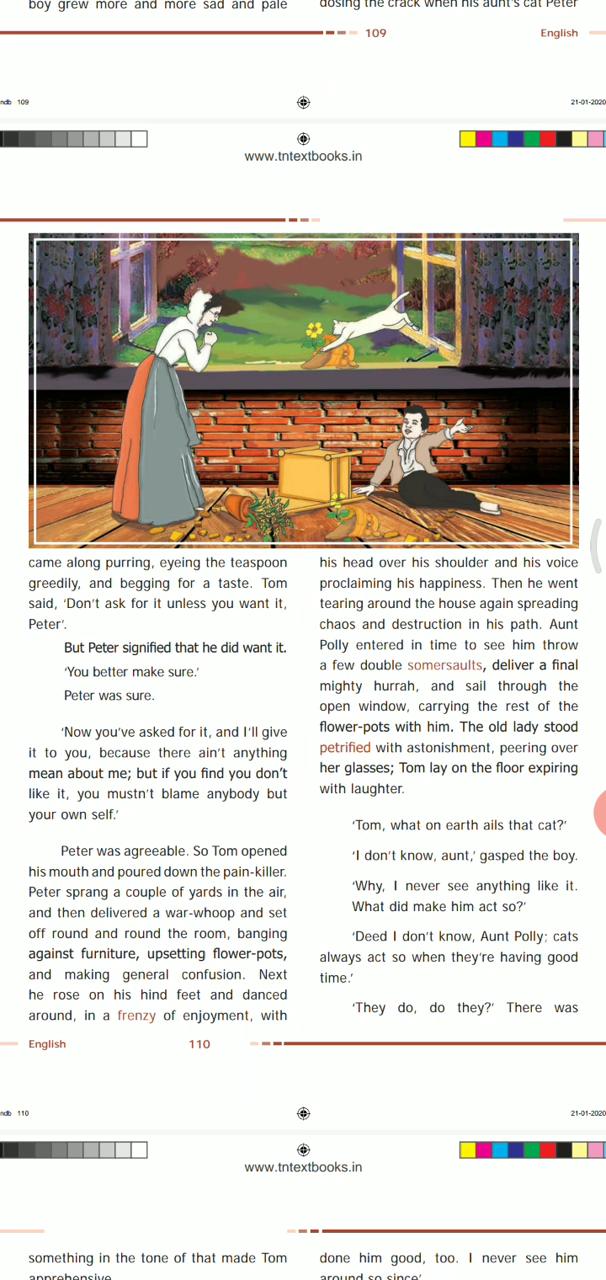 boy grew more and more sad and pale
dosing the crack when his aunt's cat Peter
109
English
ndb 109
21-01-2020
www.tntextbooks.in
came along purring, eyeing the teaspoon
greedily, and begging for a taste. Tom
said, ‘Don’t ask for it unless you want it,
Peter’.
But Peter signified that he did want it.
‘You better make sure.’
Peter was sure.
‘Now you’ve asked for it, and I’ll give
it to you, because there ain’t anything
mean about me; but if you find you don’t
like it, you mustn’t blame anybody but
your own self.’
Peter was agreeable. So Tom opened
his mouth and poured down the pain-killer.
Peter sprang a couple of yards in the air,
and then delivered a war-whoop and set
off round and round the room, banging
against furniture, upsetting flower-pots,
and making general confusion. Next
he rose on his hind feet and danced
around, in a frenzy of enjoyment, with
his head over his shoulder and his voice
proclaiming his happiness. Then he went
tearing around the house again spreading
chaos and destruction in his path. Aunt
Polly entered in time to see him throw
a few double somersaults, deliver a final
mighty hurrah, and sail through the
open window, carrying the rest of the
flower-pots with him. The old lady stood
petrified with astonishment, peering over
her glasses; Tom lay on the floor expiring
with laughter.
‘Tom, what on earth ails that cat?’
‘I don’t know, aunt,’ gasped the boy.
‘Why, I never see anything like it.
What did make him act so?’
‘Deed I don’t know, Aunt Polly; cats
always act so when they’re having good
time.’
‘They do, do they?’ There was
English
110
ndb 110
21-01-2020
www.tntextbooks.in
something in the tone of that made Tom
apprehensive.
done him good, too. I never see him
around so since’